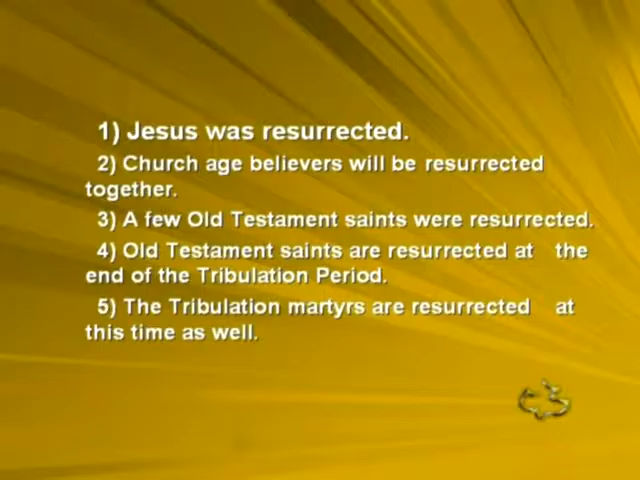 1) Jesus was resurrected.
2) Church age believers will be resurrected
together.
3) A few Old Testament saints were resurrected.
4) Old Testament saints are resurrected at the
end of the Tribulation Period.
5) The Tribulation martyrs are resurrected at
this time as well.